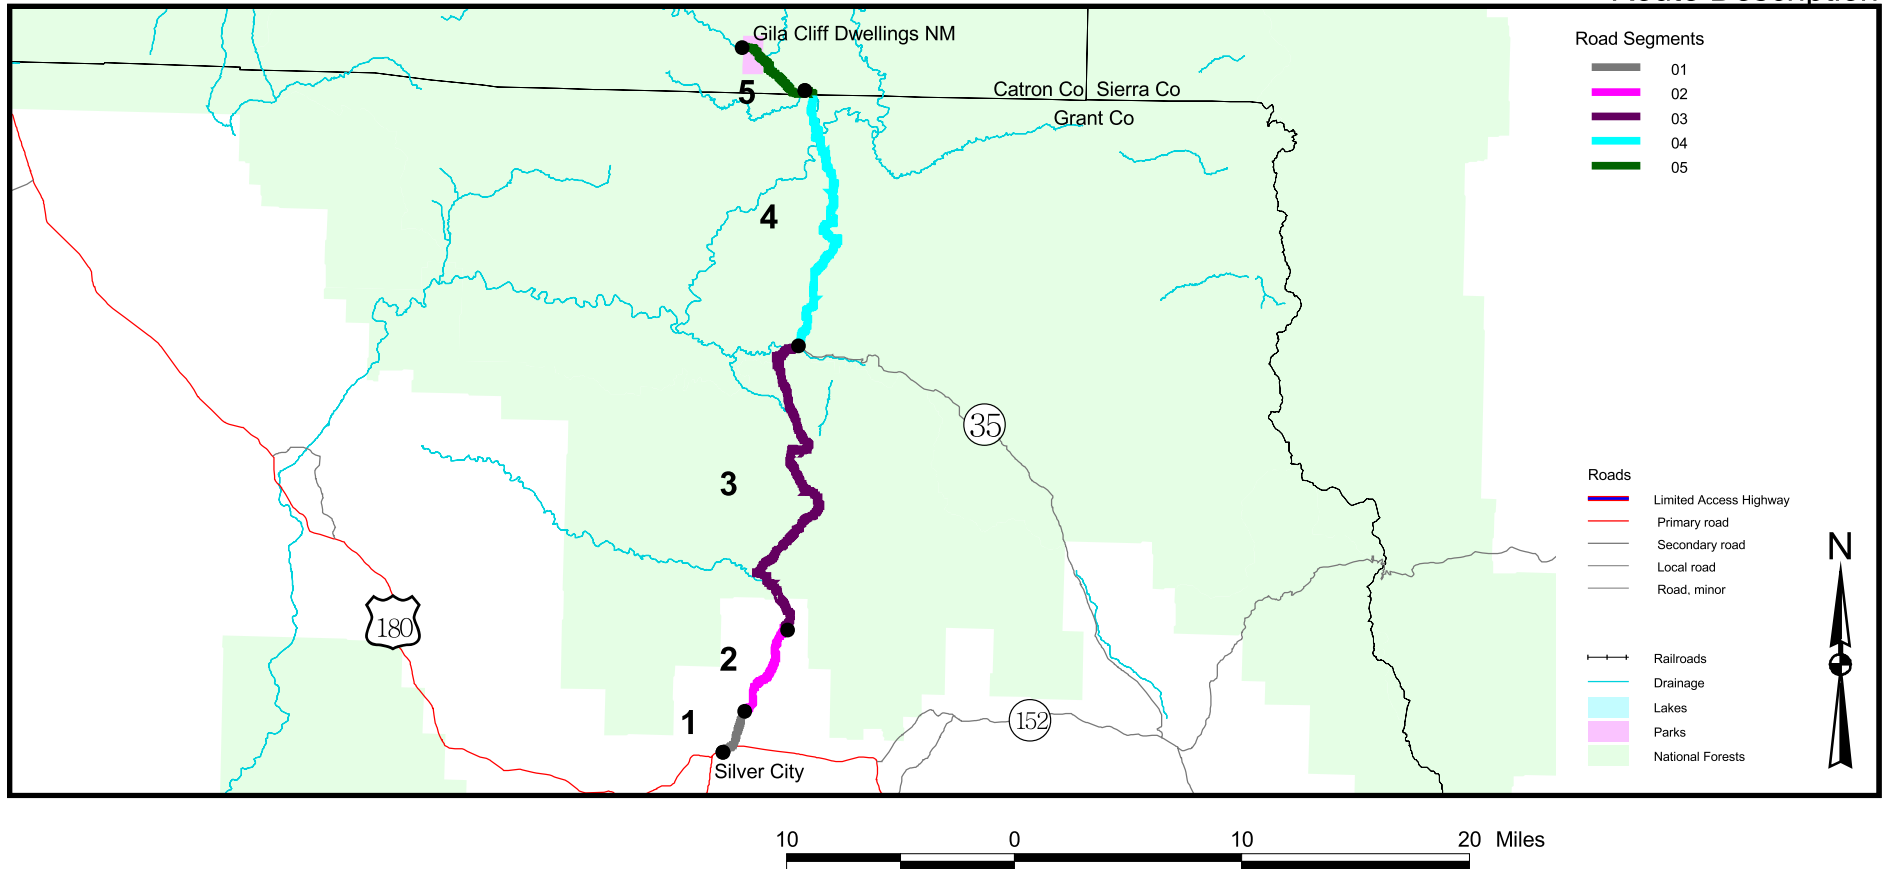 Route Description
Gila Cliff Dwellings NM
Road Segments
01
02
03
04
05
5
Catron Co Sierra Co
Grant Co
4
35
3
Roads
Limited Access Highway
Primary road
Secondary road
Local road
Road, minor
N
180
2
Railroads
Drainage
Lakes
Parks
National Forests
1
152
Silver City
10 0 10 20 Miles